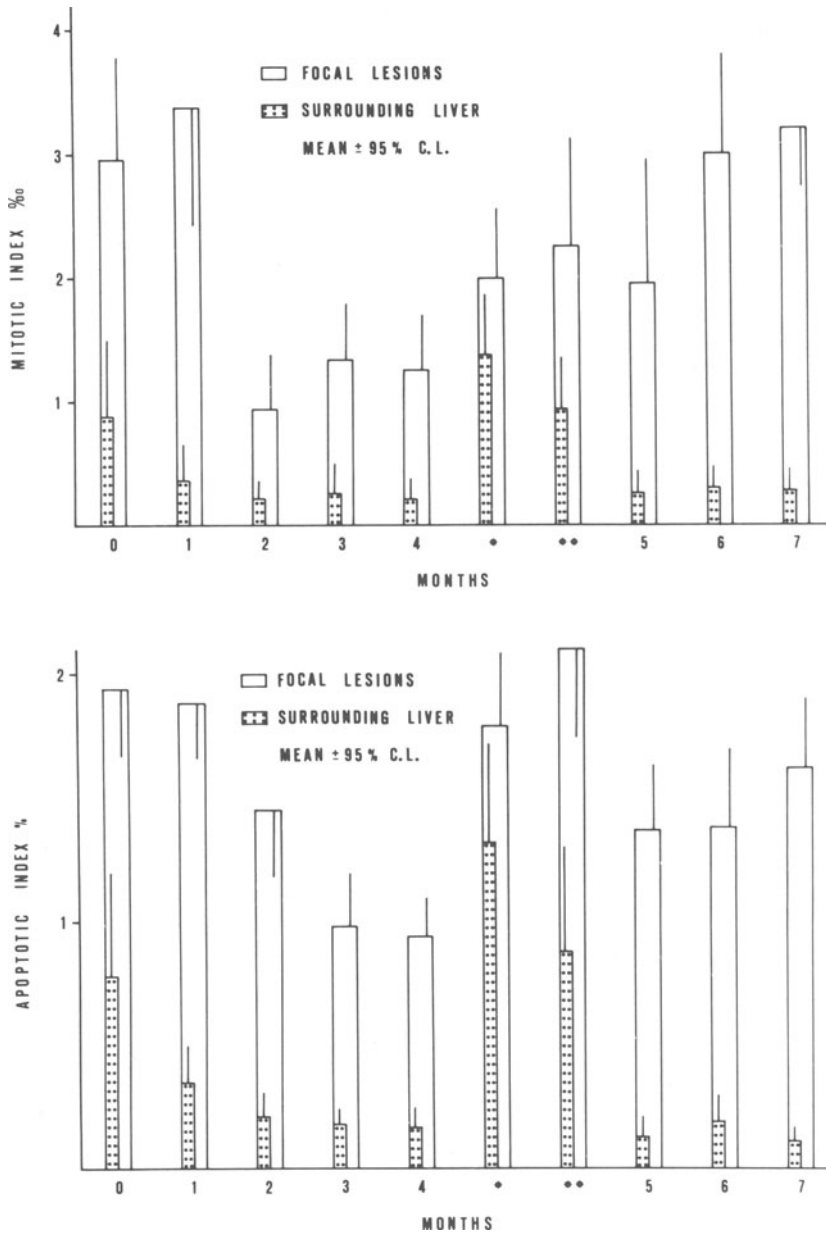 4
FOCAL LESIONS
SURROUNDING LIVER
MEAN ± 95% C.L.
3
2
1
MITOTIC INDEX ‰
0 1 2 3 4 * ** 5 6 7
MONTHS
2
FOCAL LESIONS
SURROUNDING LIVER
MEAN ± 95% C.L.
1
APOPTOTIC INDEX %
0 1 2 3 4 * ** 5 6 7
MONTHS